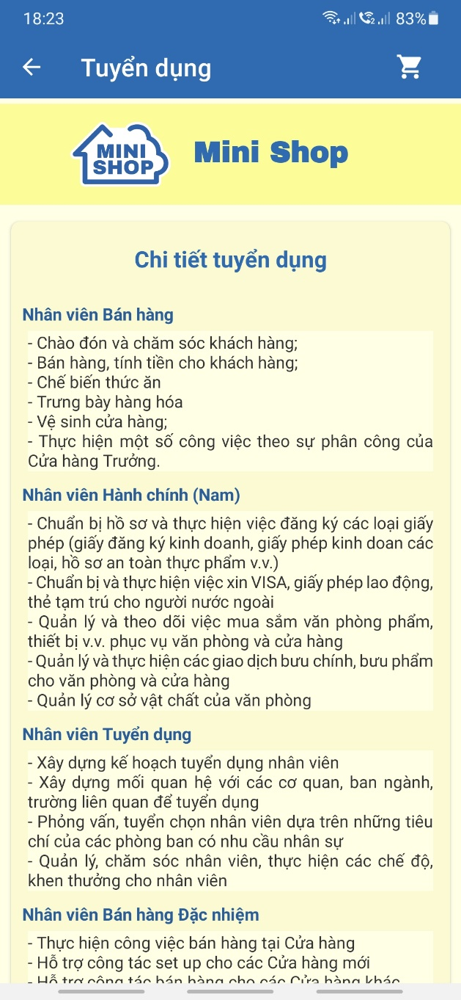 18:23
83%
Tuyển dụng
MINI
SHOP
Mini Shop
Chi tiết tuyển dụng
Nhân viên Bán hàng
- Chào đón và chăm sóc khách hàng;
- Bán hàng, tính tiền cho khách hàng;
- Chế biến thức ăn
- Trưng bày hàng hóa
- Vệ sinh cửa hàng;
- Thực hiện một số công việc theo sự phân công của
Cửa hàng Trưởng.
Nhân viên Hành chính (Nam)
- Chuẩn bị hồ sơ và thực hiện việc đăng ký các loại giấy
phép (giấy đăng ký kinh doanh, giấy phép kinh doan các
loại, hồ sơ an toàn thực phẩm v.v.)
- Chuẩn bị và thực hiện việc xin VISA, giấy phép lao động,
thẻ tạm trú cho người nước ngoài
- Quản lý và theo dõi việc mua sắm văn phòng phẩm,
thiết bị v.v. phục vụ văn phòng và cửa hàng
- Quản lý và thực hiện các giao dịch bưu chính, bưu phẩm
cho văn phòng và cửa hàng
- Quản lý cơ sở vật chất của văn phòng
Nhân viên Tuyển dụng
- Xây dựng kế hoạch tuyển dụng nhân viên
- Xây dựng mối quan hệ với các cơ quan, ban ngành,
trường liên quan để tuyển dụng
- Phỏng vấn, tuyển chọn nhân viên dựa trên những tiêu
chí của các phòng ban có nhu cầu nhân sự
- Quản lý, chăm sóc nhân viên, thực hiện các chế độ,
khen thưởng cho nhân viên
Nhân viên Bán hàng Đặc nhiệm
- Thực hiện công việc bán hàng tại Cửa hàng
- Hỗ trợ công tác set up cho các Cửa hàng mới
- Hỗ trợ công tác bán hàng cho các Cửa hàng khác